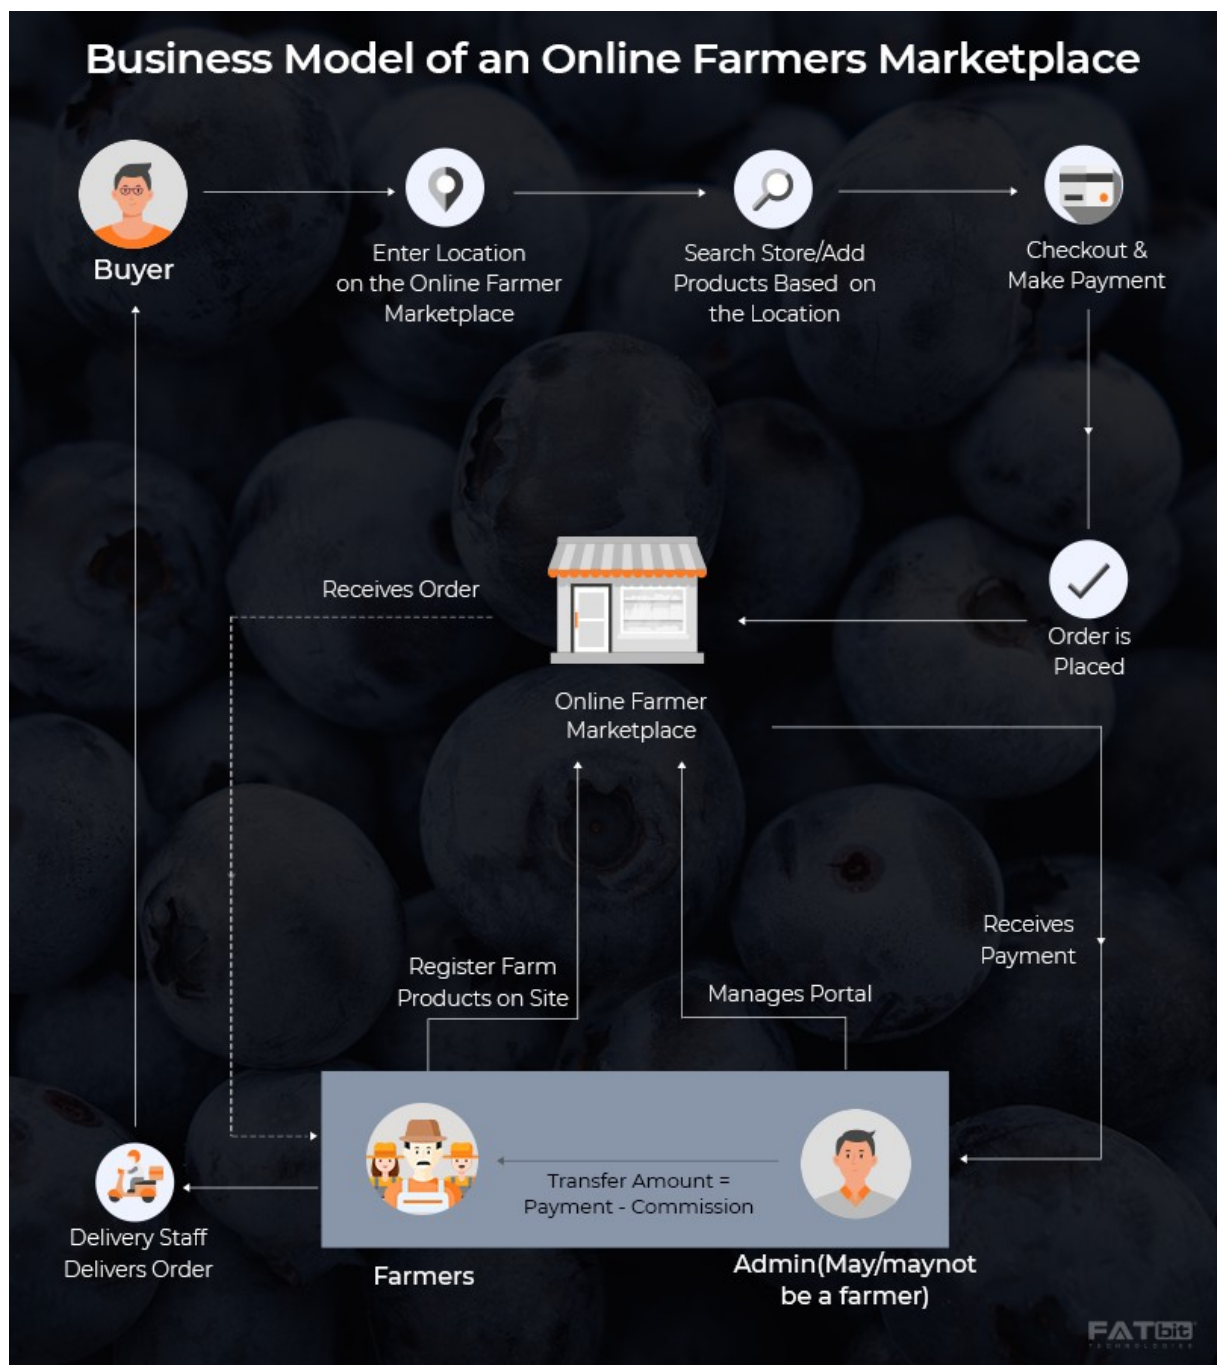 Business Model of an Online Farmers Marketplace
Buyer
Enter Location
on the Online Farmer
Marketplace
Search Store/Add
Products Based on
the Location
Checkout &
Make Payment
Order is
Placed
Receives Order
Online Farmer
Marketplace
Receives
Payment
Register Farm
Products on Site
Manages Portal
Transfer Amount =
Payment - Commission
Delivery Staff
Delivers Order
Farmers
Admin(May/maynot
be a farmer)
FATbit
TECHNOLOGIES